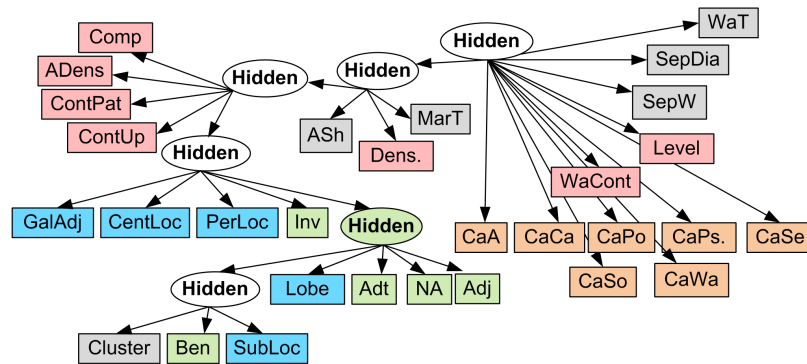 WaT
Comp
Hidden
SepDia
ADens
Hidden
Hidden
SepW
ContPat
ContUp
ASh
MarT
Hidden
Dens.
Level
WaCont
GalAdj
CentLoc
PerLoc
Inv
Hidden
CaA
CaCa
CaPo
CaPs.
CaSe
Hidden
Lobe
Adt
NA
Adj
CaSo
CaWa
Cluster
Ben
SubLoc